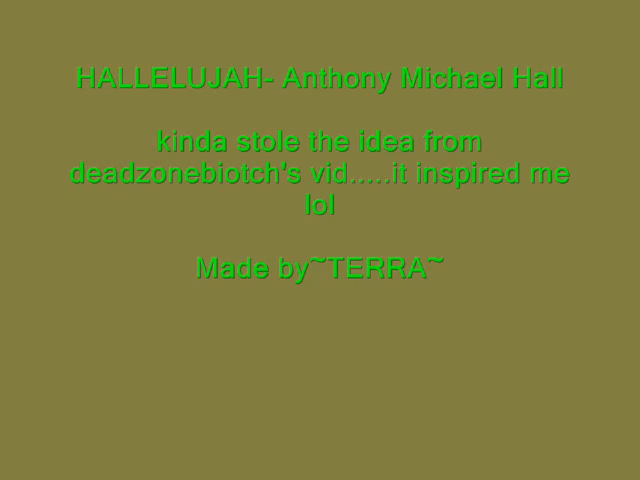 HALLELUJAH- Anthony Michael Hall
kinda stole the idea from
deadzonebiotch's vid.....it inspired me
lol
Made by~TERRA~